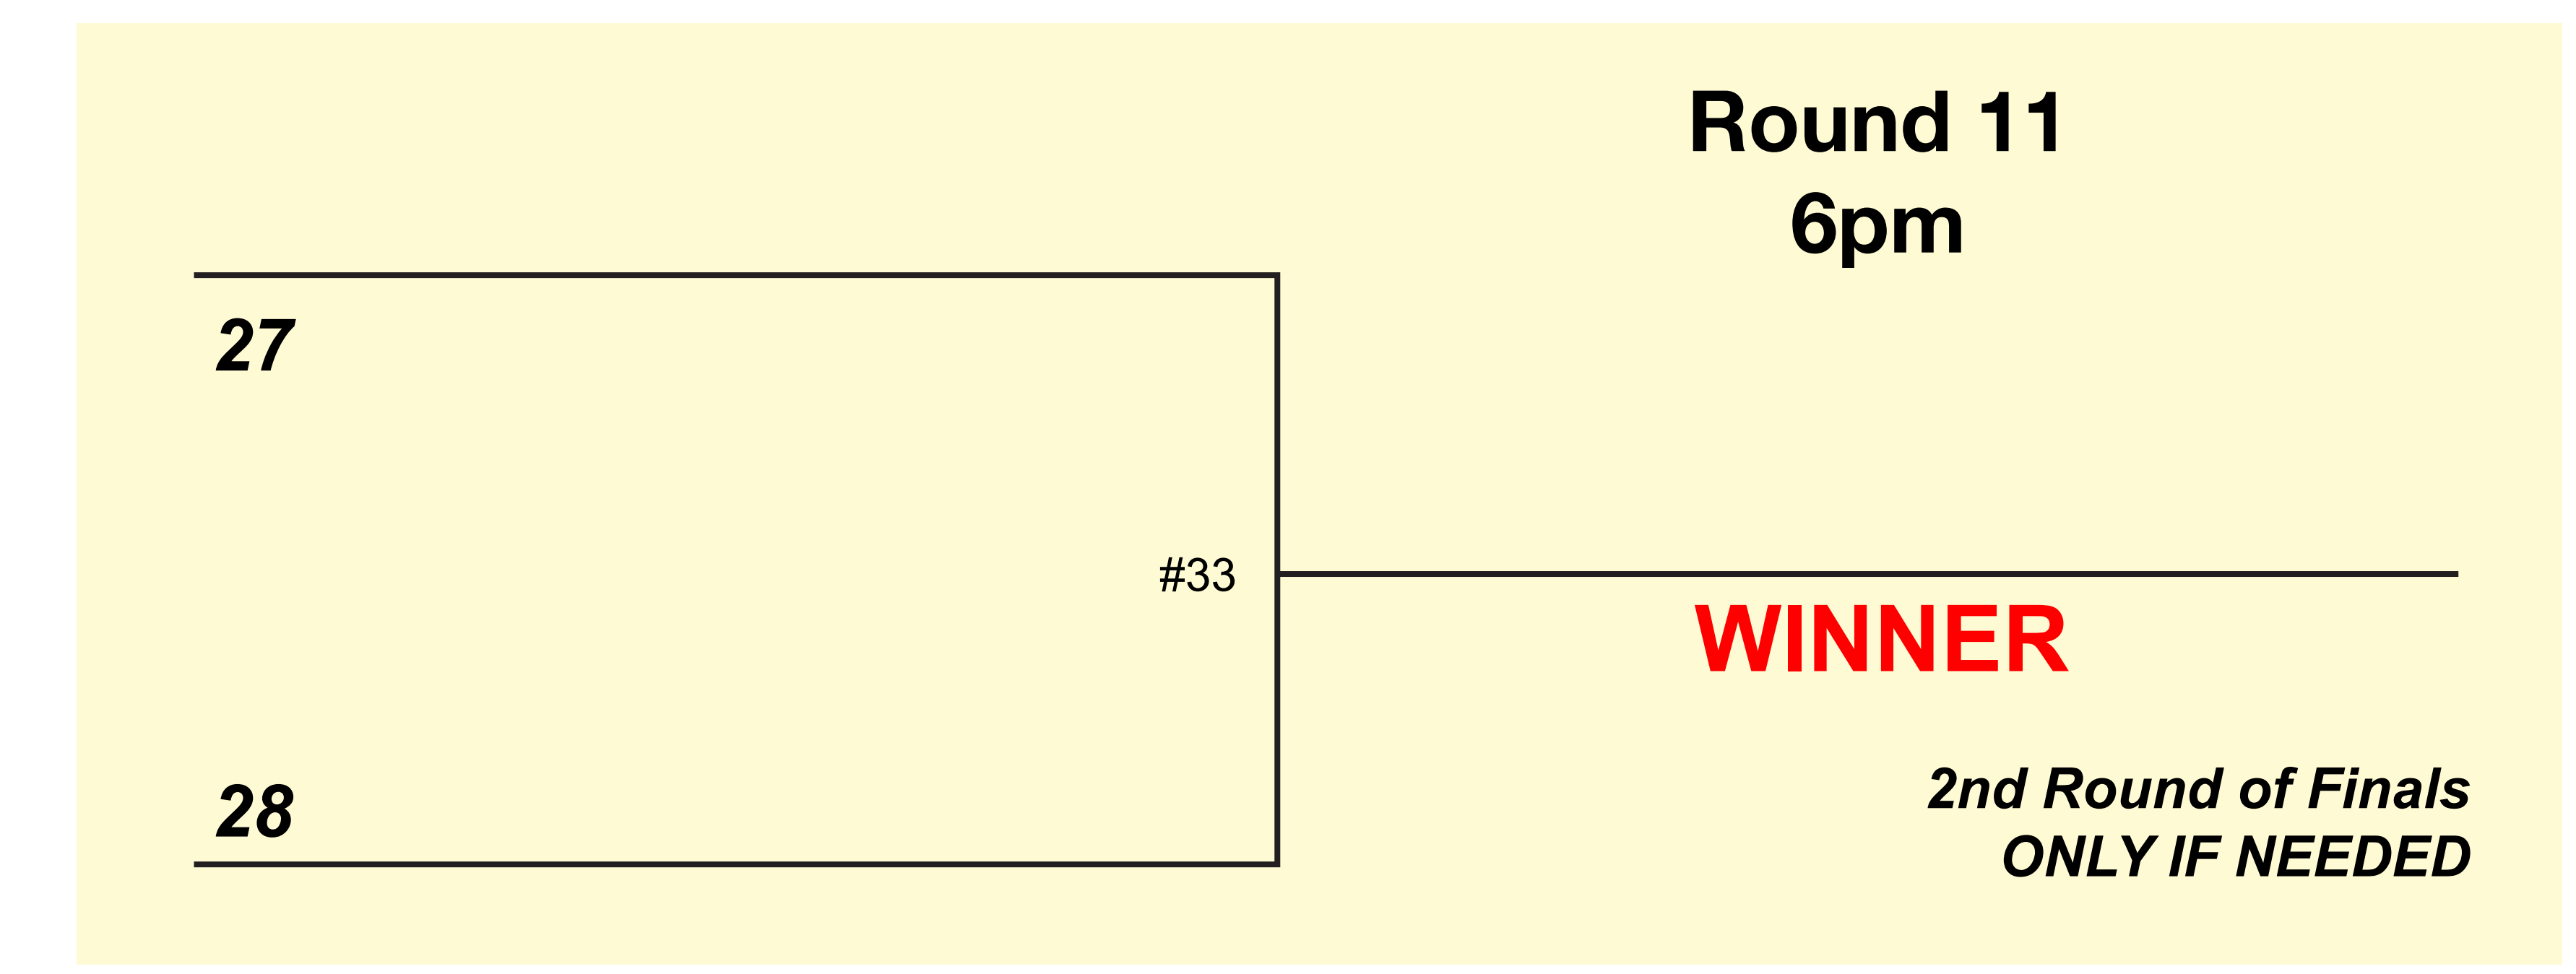 Round 11
6pm
27
#33
WINNER
28
2nd Round of Finals
ONLY IF NEEDED